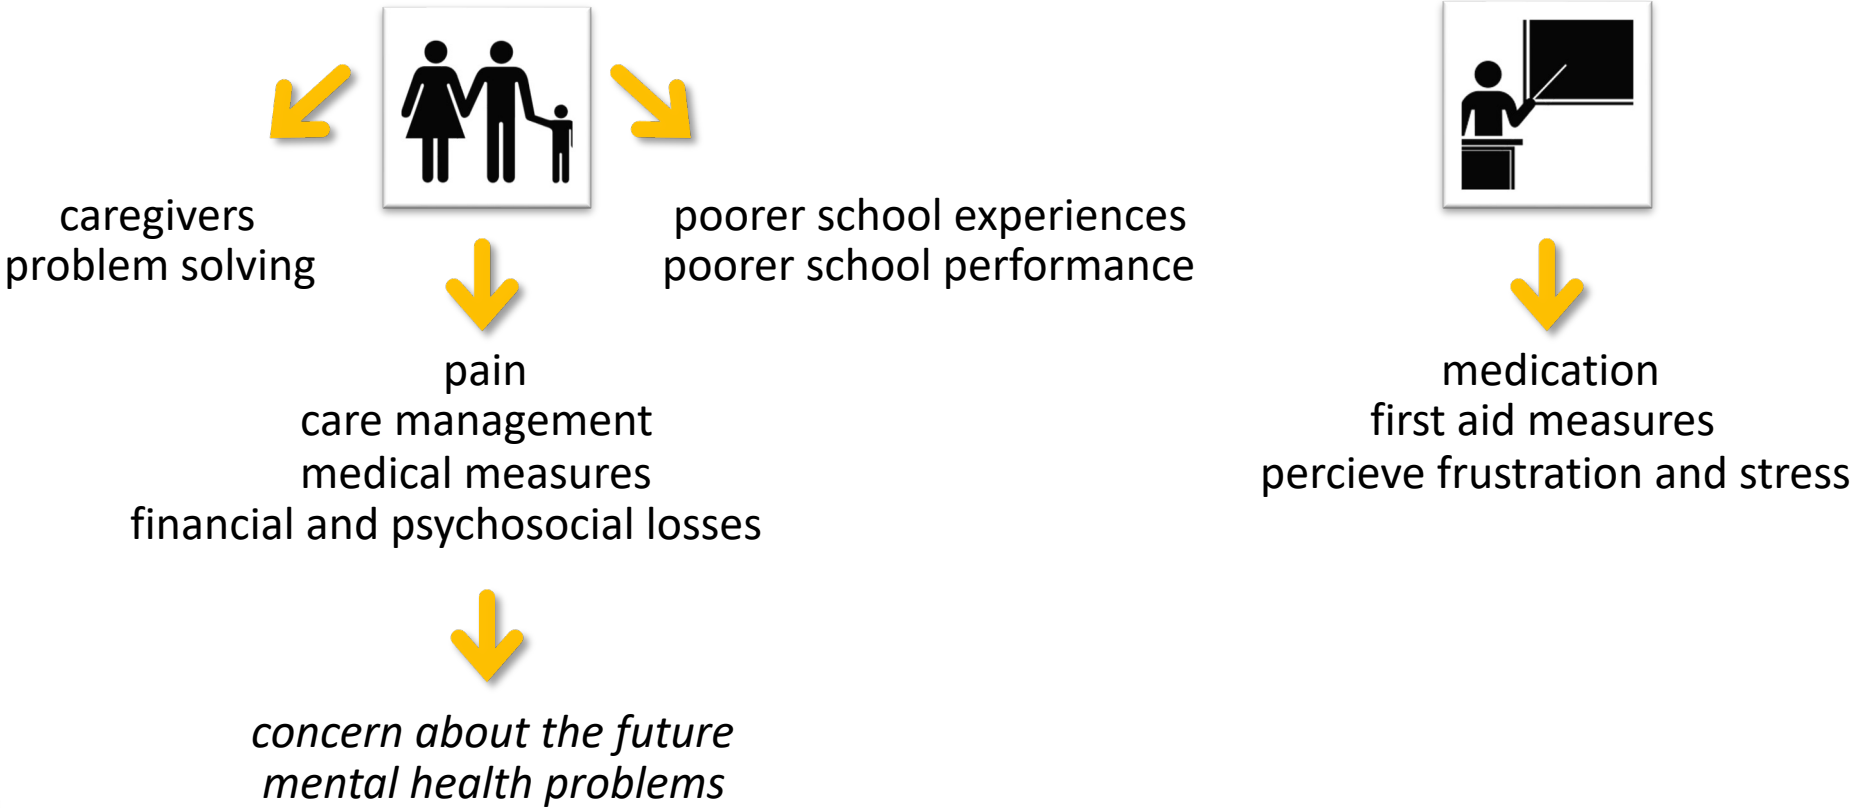 caregivers
problem solving
poorer school experiences
poorer school performance
pain
care management
medical measures
financial and psychosocial losses
concern about the future
mental health problems
medication
first aid measures
percieve frustration and stress